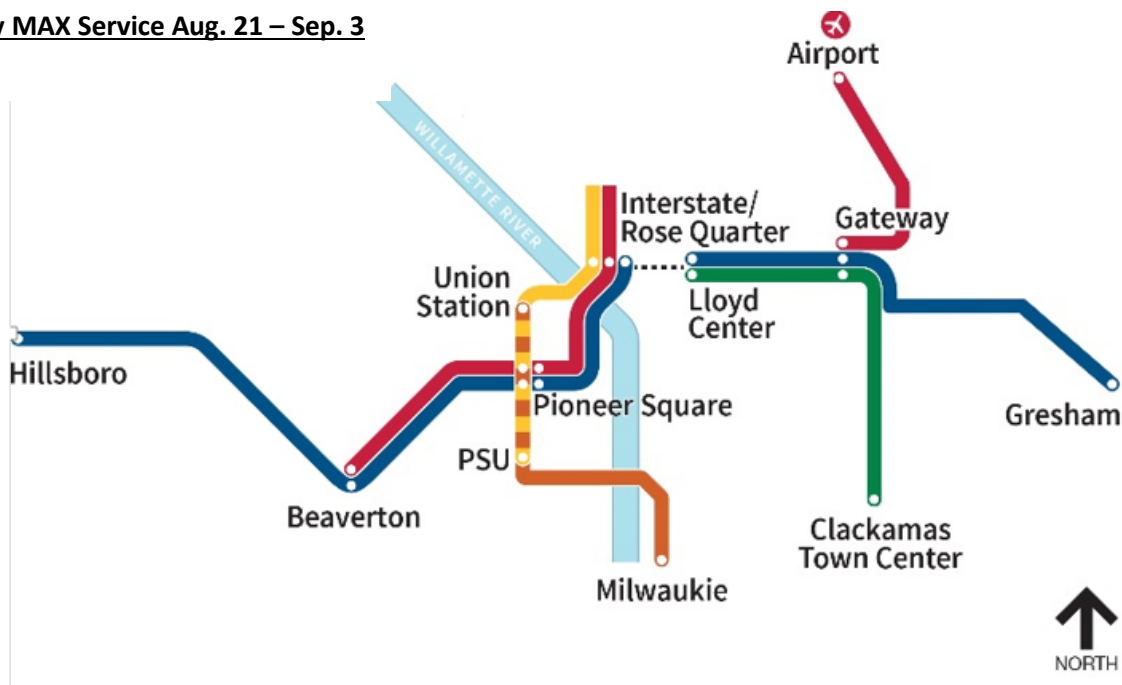 MAX Service Aug. 21 – Sep. 3
Airport
WILLAMETTE RIVER
Interstate/
Rose Quarter
Gateway
Union
Station
Lloyd
Center
Hillsboro
Pioneer Square
Gresham
PSU
Beaverton
Clackamas
Town Center
Milwaukie
NORTH